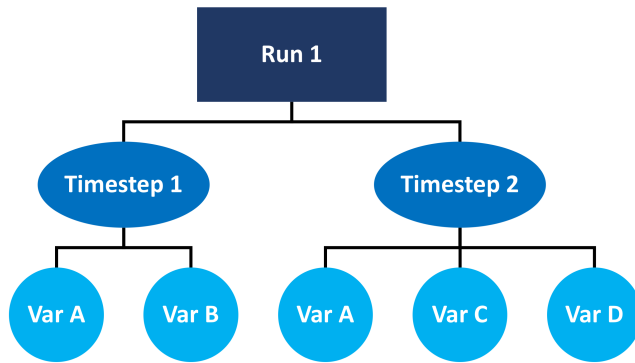 Run 1
Timestep 1
Timestep 2
Var A
Var B
Var A
Var C
Var D